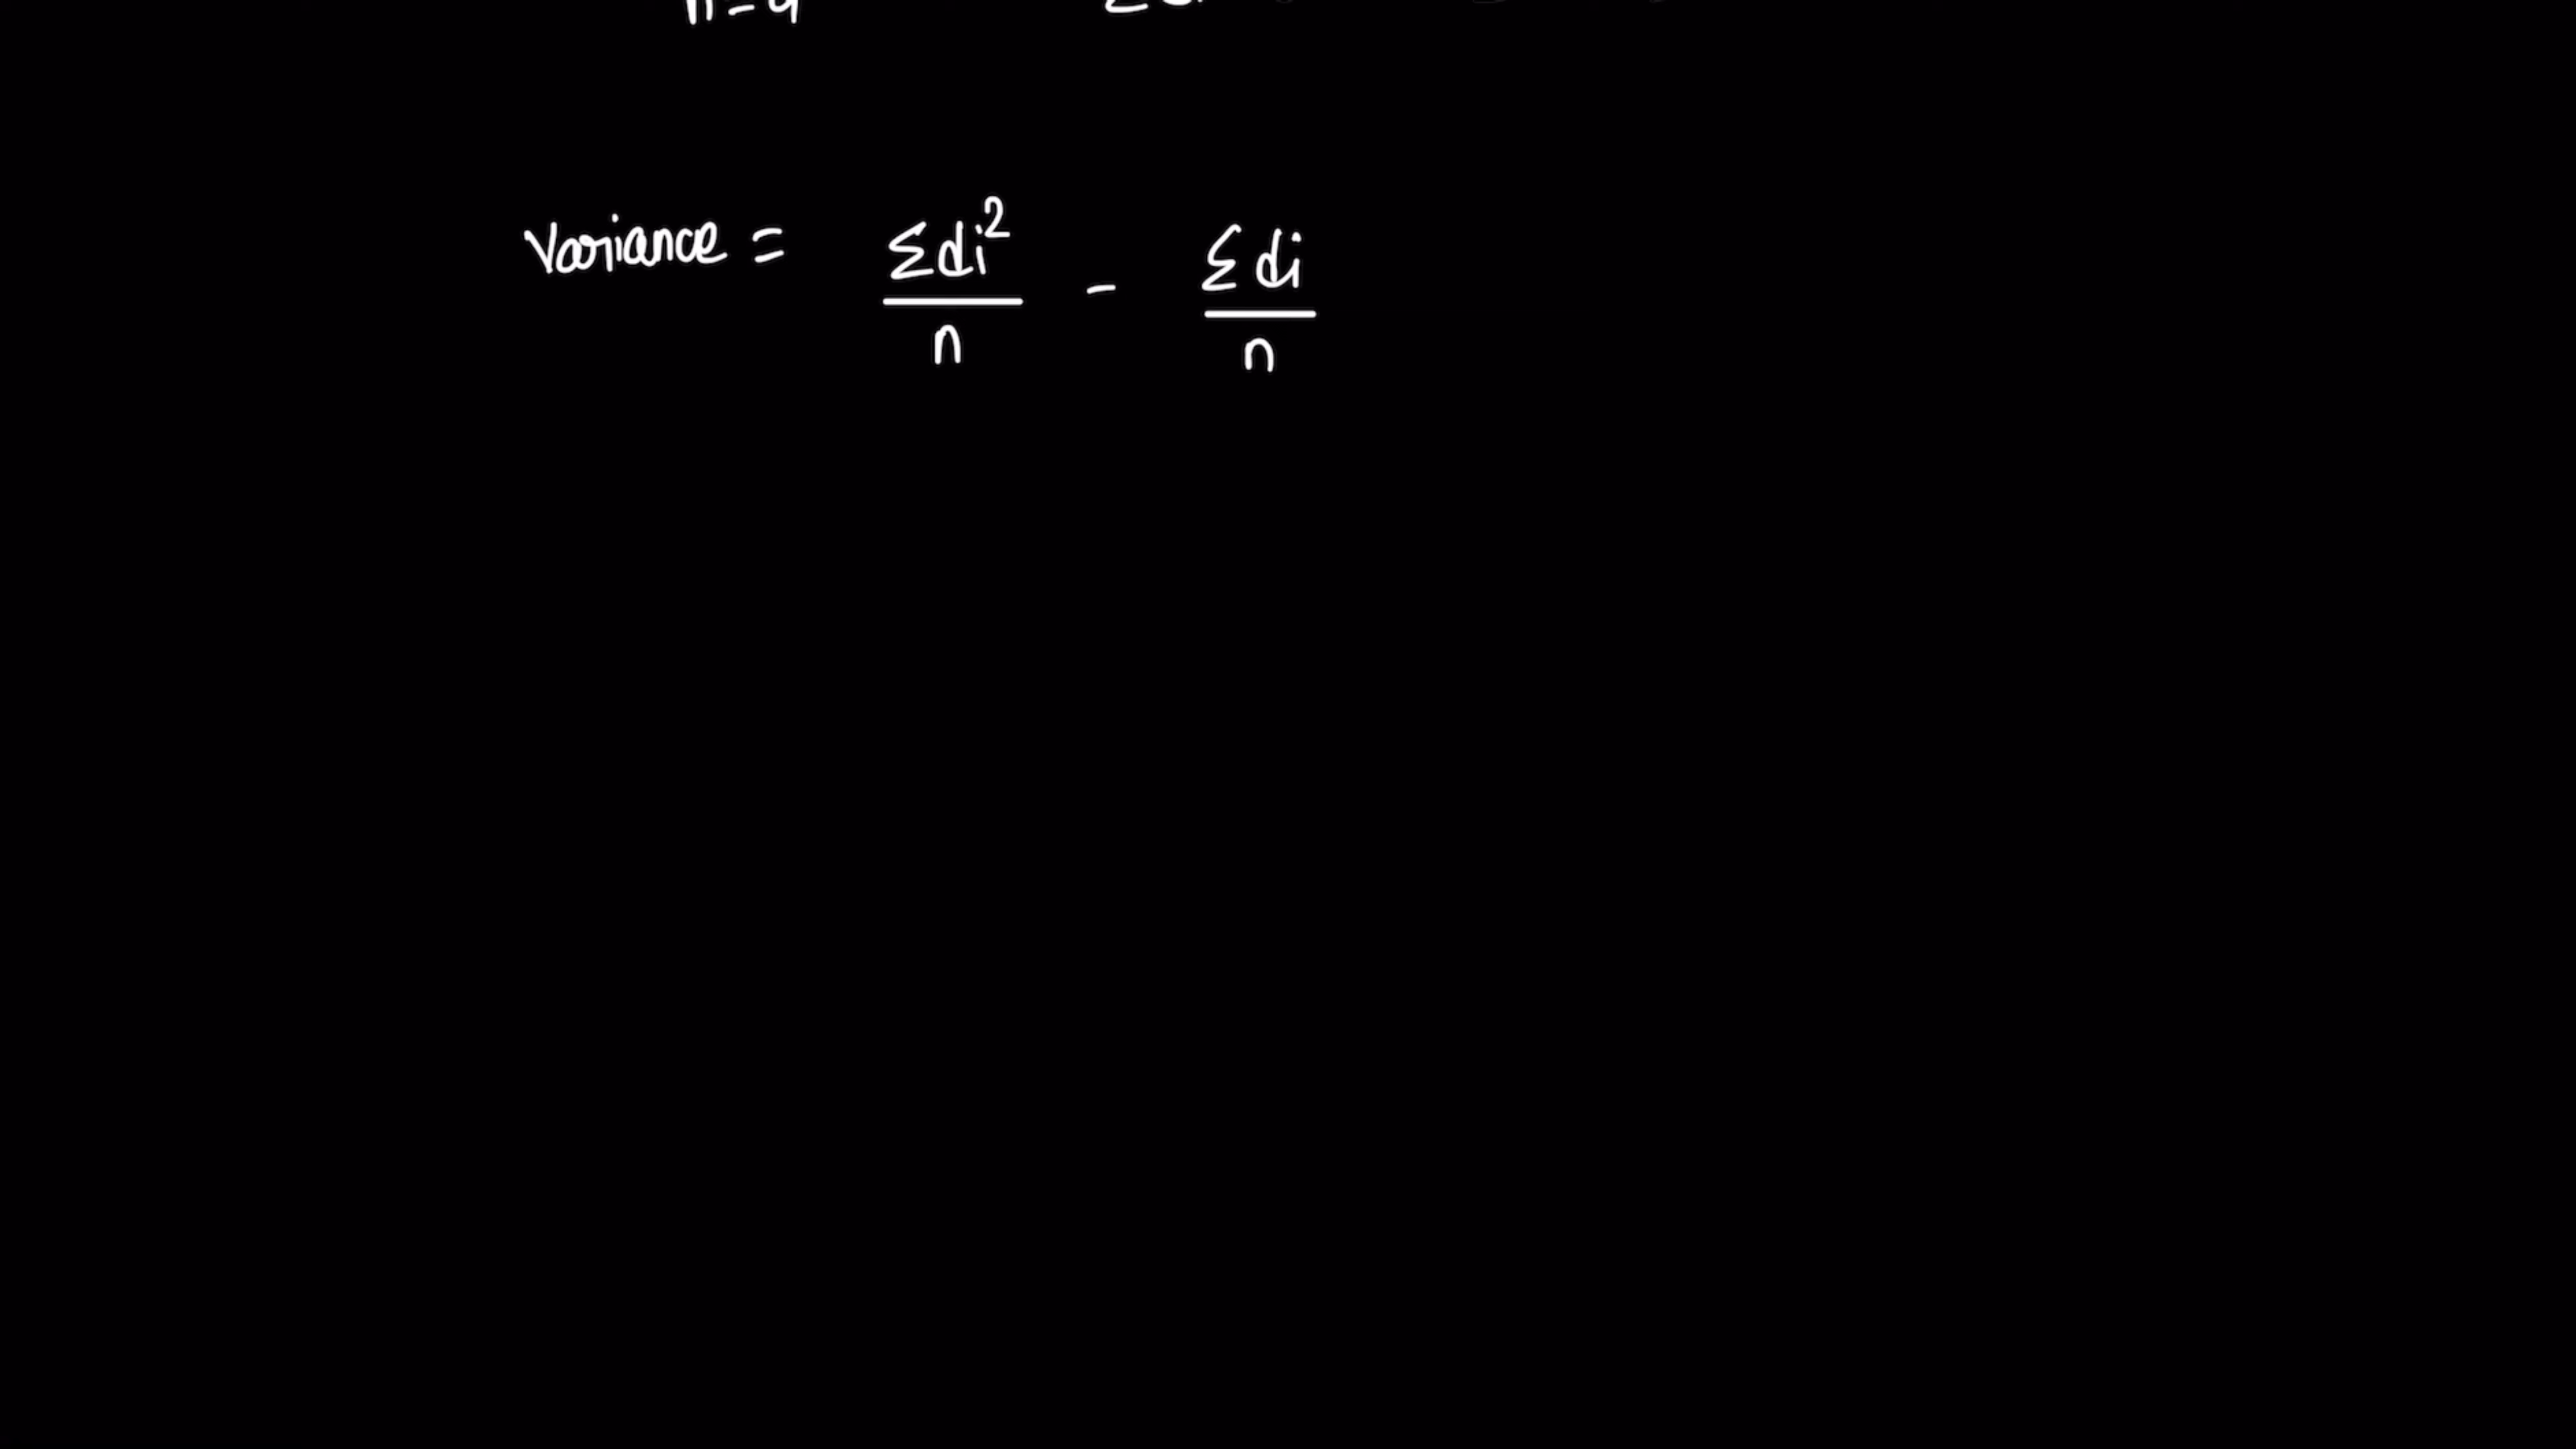 Variance = Σdi² / n - Σdi / n